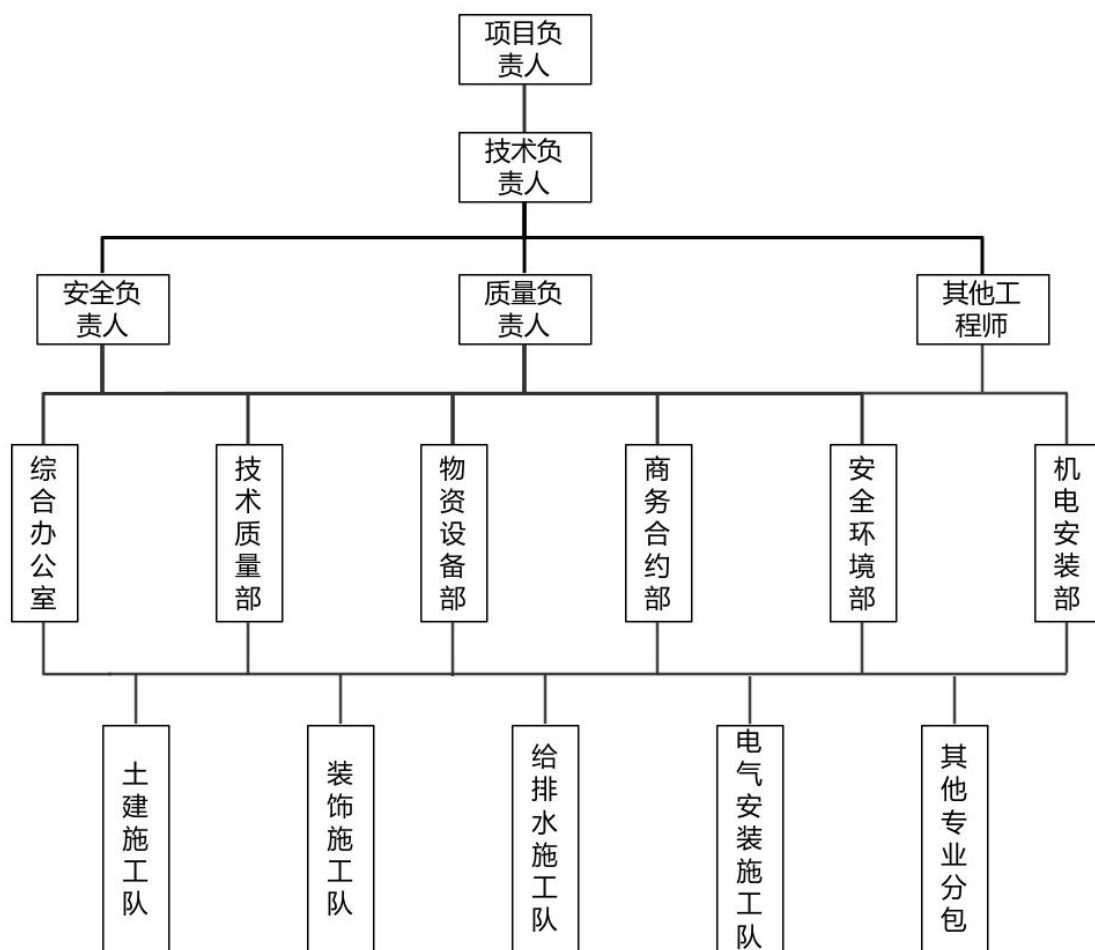 项目负
责人
技术负
责人
安全负
责人
质量负
责人
其他工
程师
综合办公室
技术质量部
物资设备部
商务合约部
安全环境部
机电安装部
土建施工队
装饰施工队
给排水施工队
电气安装施工队
其他专业分包